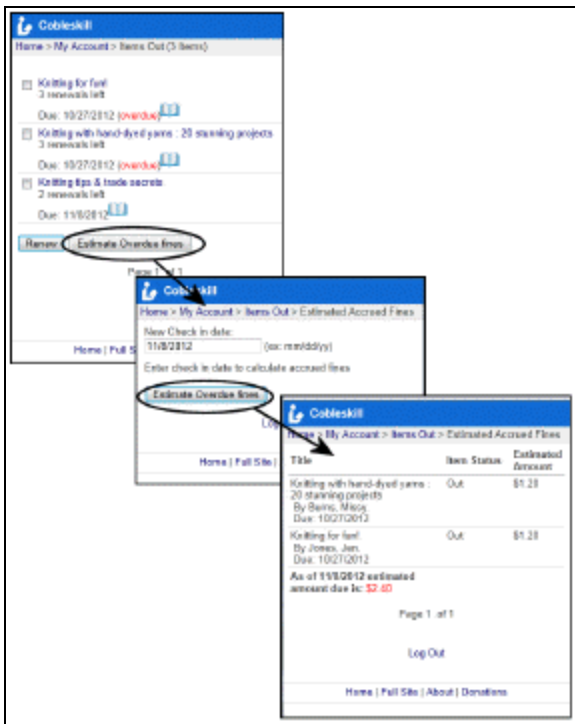 Cobleskill
Home > My Account > Items Out (3 Items)
Knitting for fun!
3 renewals left
Due: 10/27/2012 (overdue)
Knitting with hand-dyed yarns : 20 stunning projects
3 renewals left
Due: 10/27/2012 (overdue)
Knitting tips & trade secrets
2 renewals left
Due: 11/8/2012
Renew Estimate Overdue fines
Page 1 of 1
Home | Full
Cobleskill
Home > My Account > Items Out > Estimated Accrued Fines
New Check in date:
11/8/2012 (ex: mm/dd/yy)
Enter check in date to calculate accrued fines
Estimate Overdue fines
Home | Full Site |
Cobleskill
Home > My Account > Items Out > Estimated Accrued Fines
Title Item Status Estimated
Amount
Knitting with hand-dyed yarns : Out $1.20
20 stunning projects
By Berns, Missy.
Due: 10/27/2012
Knitting for fun!. Out $1.20
By Jones, Jen.
Due: 10/27/2012
As of 11/8/2012 estimated
amount due is: $2.40
Page 1 of 1
Log Out
Home | Full Site | About | Donations